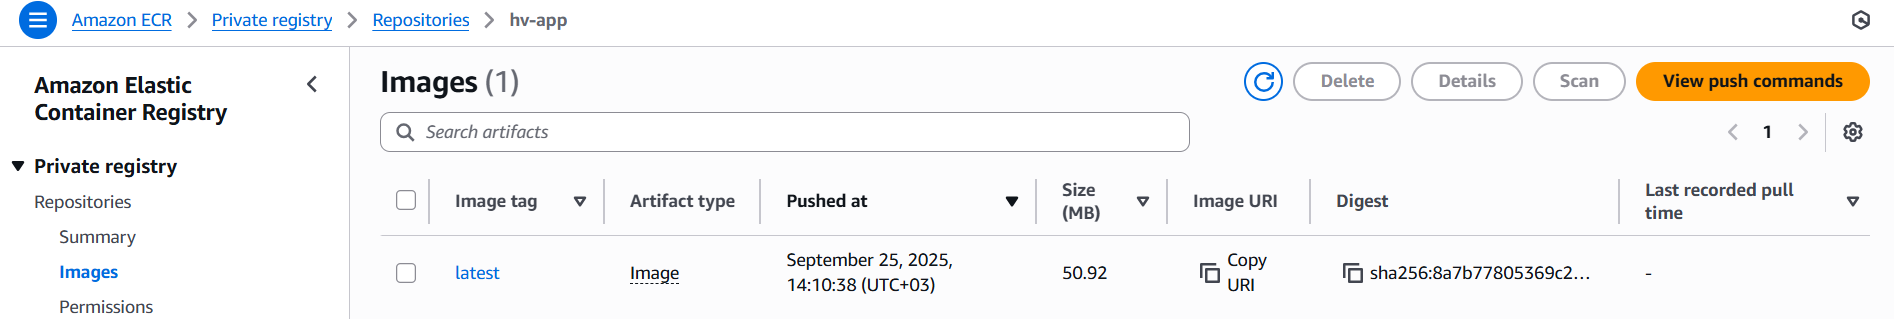 Amazon ECR > Private registry > Repositories > hv-app
Amazon Elastic
Container Registry
Private registry
Repositories
Summary
Images
Permissions
Images (1)
Delete
Details
Scan
View push commands
Search artifacts
1
Image tag
Artifact type
Pushed at
Size
(MB)
Image URI
Digest
Last recorded pull
time
latest
Image
September 25, 2025,
14:10:38 (UTC+03)
50.92
Copy
URI
sha256:8a7b77805369c2...
-